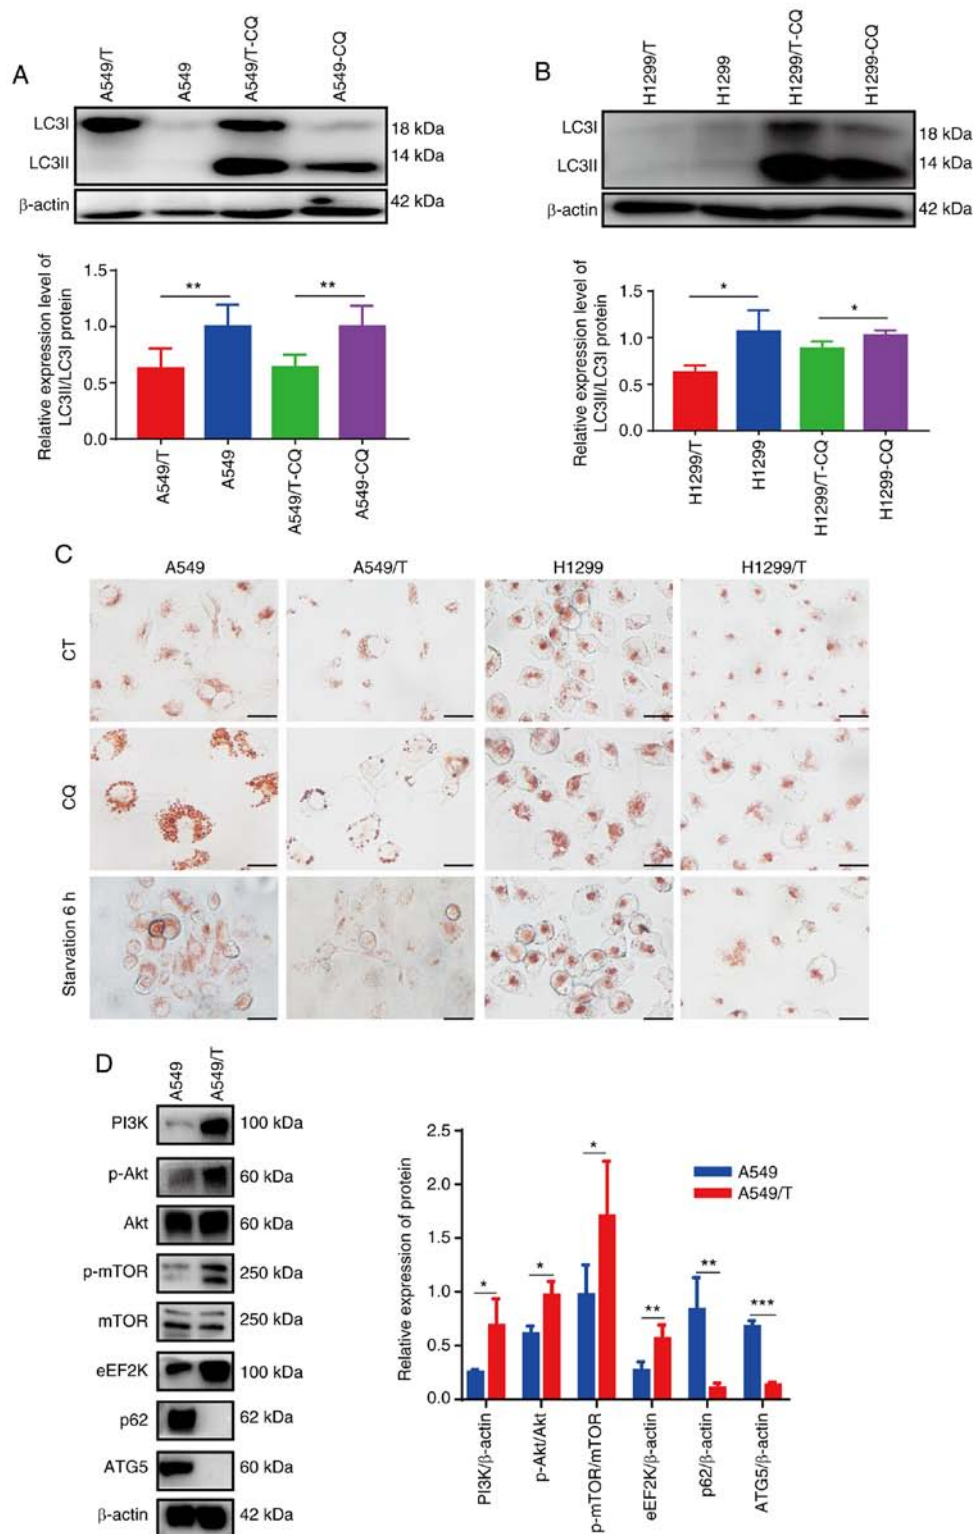 A
A549/T
A549
A549/T-CQ
A549-CQ
LC3I
18 kDa
14 kDa
LC3II
β-actin
42 kDa
Relative expression level of
LC3II/LC3I protein
1.5
1.0
0.5
0.0
**
**
A549/T
A549
A549/T-CQ
A549-CQ
B
H1299/T
H1299
H1299/T-CQ
H1299-CQ
LC3I
18 kDa
LC3II
14 kDa
β-actin
42 kDa
Relative expression level of
LC3II/LC3I protein
1.5
1.0
0.5
0.0
*
*
H1299/T
H1299
H1299/T-CQ
H1299-CQ
C
A549
A549/T
H1299
H1299/T
CT
CQ
Starvation 6 h
D
A549
A549/T
PI3K
100 kDa
p-Akt
60 kDa
Akt
60 kDa
p-mTOR
250 kDa
mTOR
250 kDa
eEF2K
100 kDa
p62
62 kDa
ATG5
60 kDa
β-actin
42 kDa
Relative expression of protein
2.5
2.0
1.5
1.0
0.5
0.0
*
*
*
**
**
***
A549
A549/T
PI3K/β-actin
p-Akt/Akt
p-mTOR/mTOR
eEF2K/β-actin
p62/β-actin
ATG5/β-actin